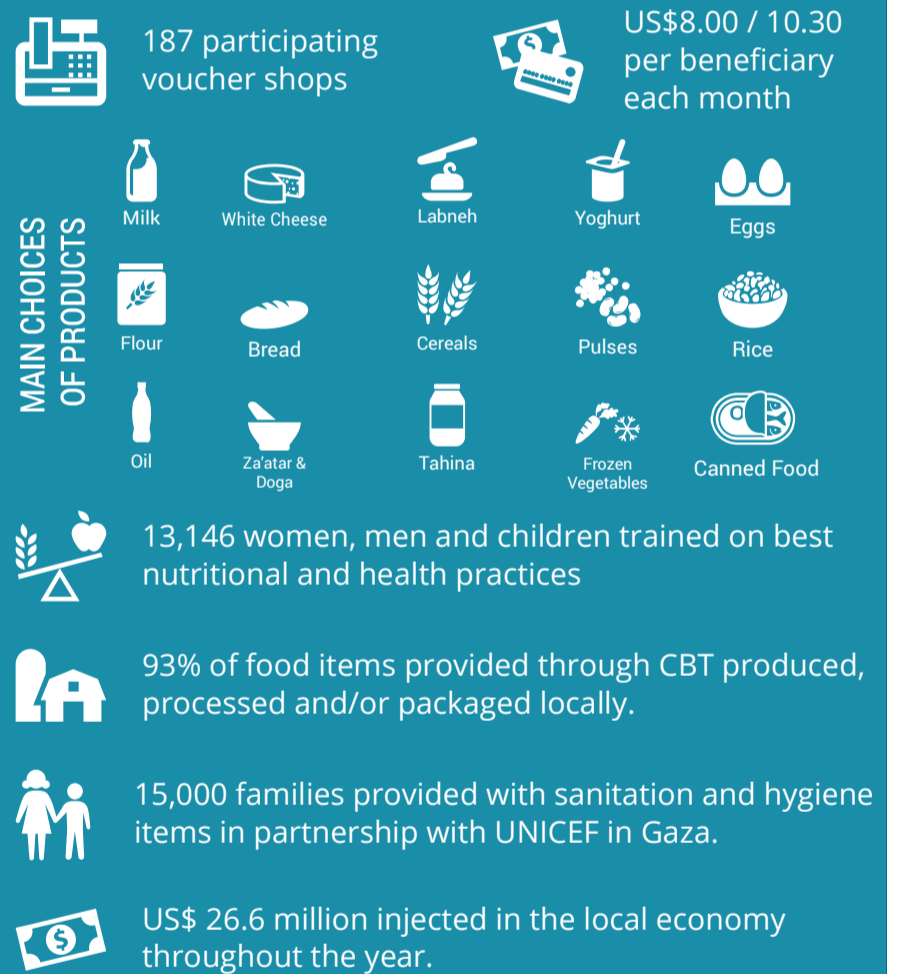 187 participating
voucher shops
US$8.00 / 10.30
per beneficiary
each month
MAIN CHOICES
OF PRODUCTS
Milk
White Cheese
Labneh
Yoghurt
Eggs
Flour
Bread
Cereals
Pulses
Rice
Oil
Za'atar &
Doga
Tahina
Frozen
Vegetables
Canned Food
13,146 women, men and children trained on best
nutritional and health practices
93% of food items provided through CBT produced,
processed and/or packaged locally.
15,000 families provided with sanitation and hygiene
items in partnership with UNICEF in Gaza.
US$ 26.6 million injected in the local economy
throughout the year.